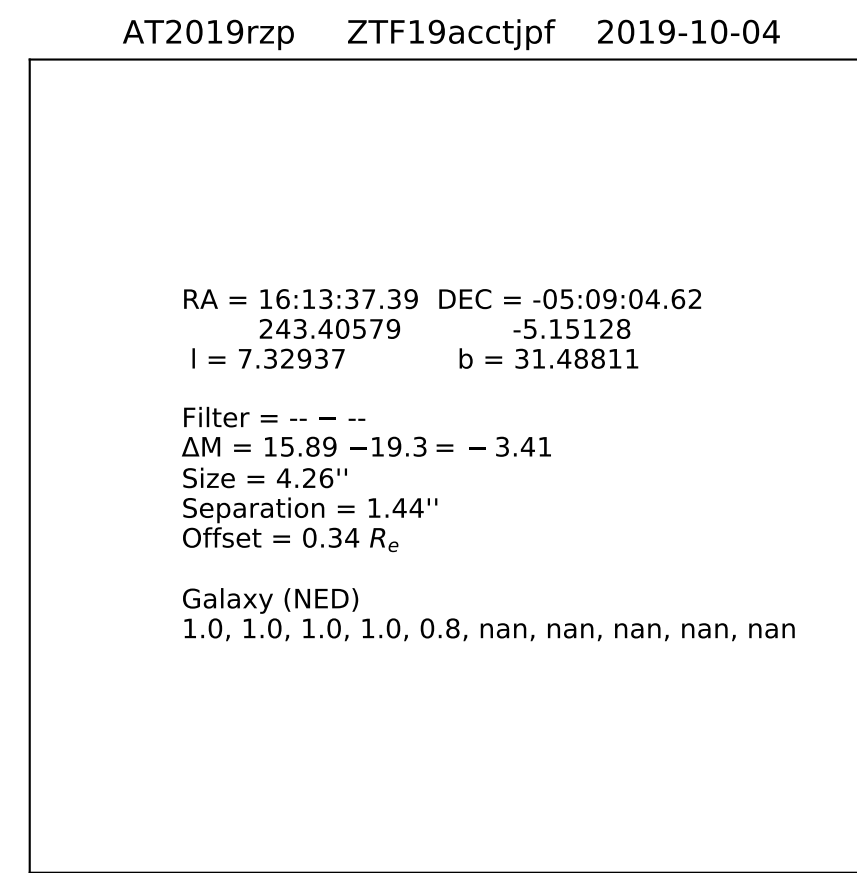 AT2019rzp ZTF19acctjpf 2019-10-04
RA = 16:13:37.39 DEC = -05:09:04.62
243.40579 -5.15128
l = 7.32937 b = 31.48811
Filter = -- − --
ΔM = 15.89 −19.3 = − 3.41
Size = 4.26''
Separation = 1.44''
Offset = 0.34 Rₑ
Galaxy (NED)
1.0, 1.0, 1.0, 1.0, 0.8, nan, nan, nan, nan, nan